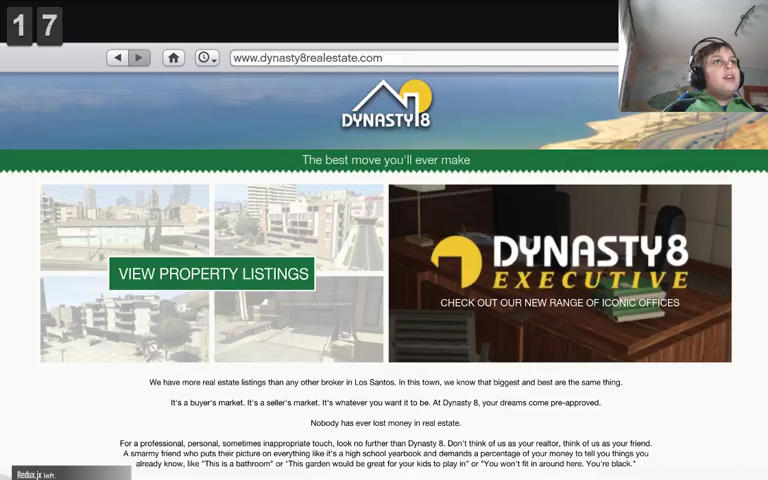 17
www.dynasty8realestate.com
DYNASTY 8
The best move you'll ever make
VIEW PROPERTY LISTINGS
DYNASTY 8
EXECUTIVE
CHECK OUT OUR NEW RANGE OF ICONIC OFFICES
We have more real estate listings than any other broker in Los Santos. In this town, we know that biggest and best are the same thing.
It's a buyer's market. It's a seller's market. It's whatever you want it to be. At Dynasty 8, your dreams come pre-approved.
Nobody has ever lost money in real estate.
For a professional, personal, sometimes inappropriate touch, look no further than Dynasty 8. Don't think of us as your realtor, think of us as your friend.
A smarmy friend who puts their picture on everything like it's a high school yearbook and demands a percentage of your money to tell you things you
already know, like "This is a bathroom" or "This garden would be great for your kids to play in" or "You won't fit in around here. You're black."
Redux.jx left.